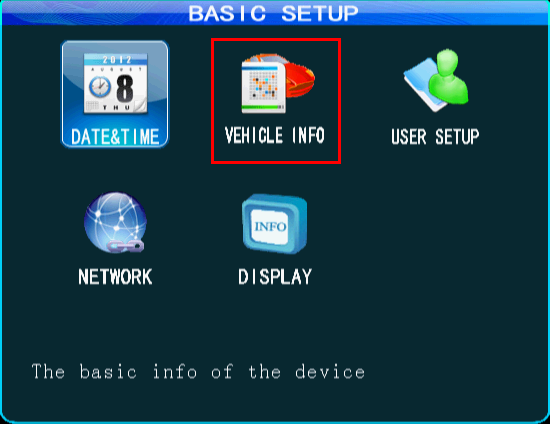 BASIC SETUP
2012
AUGUST
8
THU
DATE&TIME
VEHICLE INFO
USER SETUP
NETWORK
INFO
DISPLAY
The basic info of the device